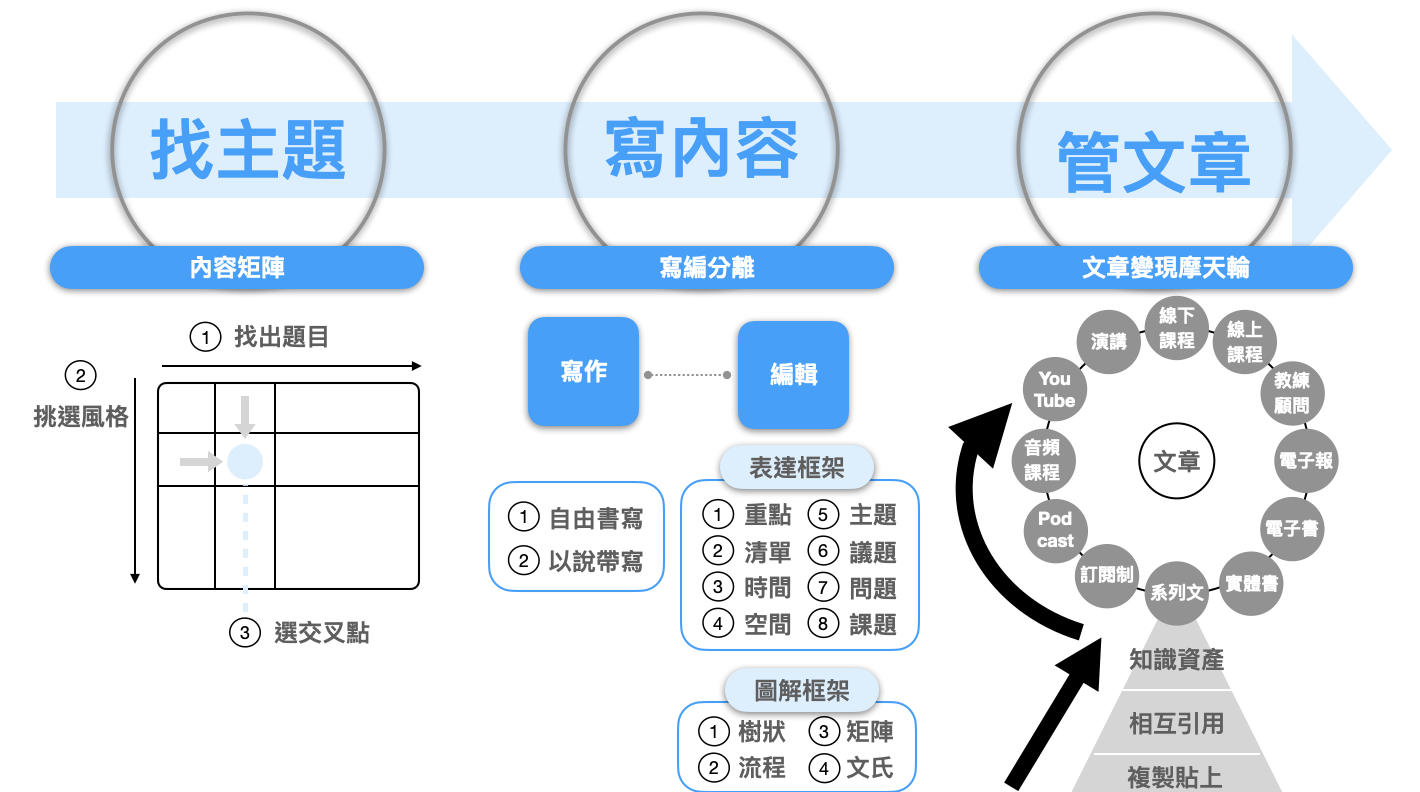 找主題
寫內容
管文章
內容矩陣
寫編分離
文章變現摩天輪
1 找出題目
2
挑選風格
3 選交叉點
寫作
編輯
1 自由書寫
2 以說帶寫
表達框架
1 重點 5 主題
2 清單 6 議題
3 時間 7 問題
4 空間 8 課題
圖解框架
1 樹狀 3 矩陣
2 流程 4 文氏
線下
課程
線上
課程
教練
顧問
電子報
電子書
實體書
系列文
訂閱制
Pod
cast
音頻
課程
You
Tube
演講
文章
知識資產
相互引用
複製貼上